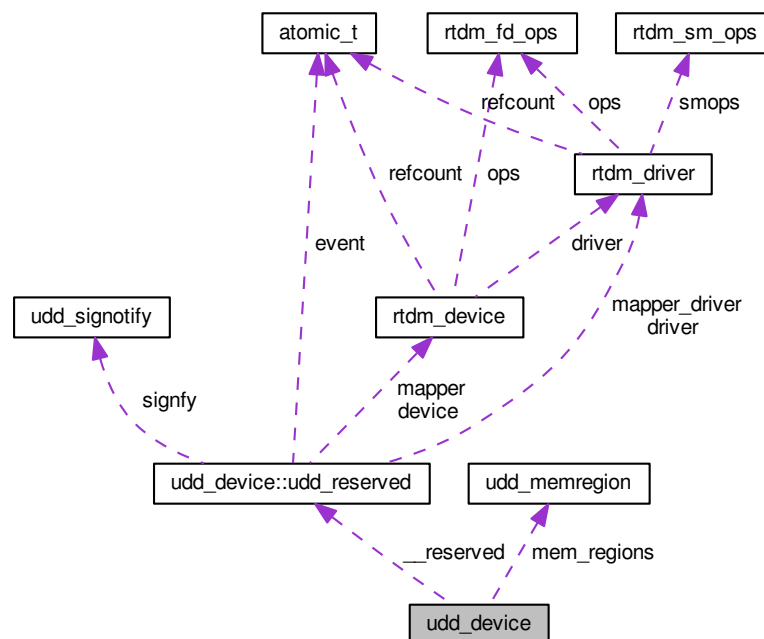 atomic_t
rtdm_fd_ops
rtdm_sm_ops
refcount
ops
smops
refcount
ops
rtdm_driver
event
driver
udd_signotify
rtdm_device
mapper_driver
driver
signfy
mapper
device
udd_device::udd_reserved
udd_memregion
__reserved
mem_regions
udd_device